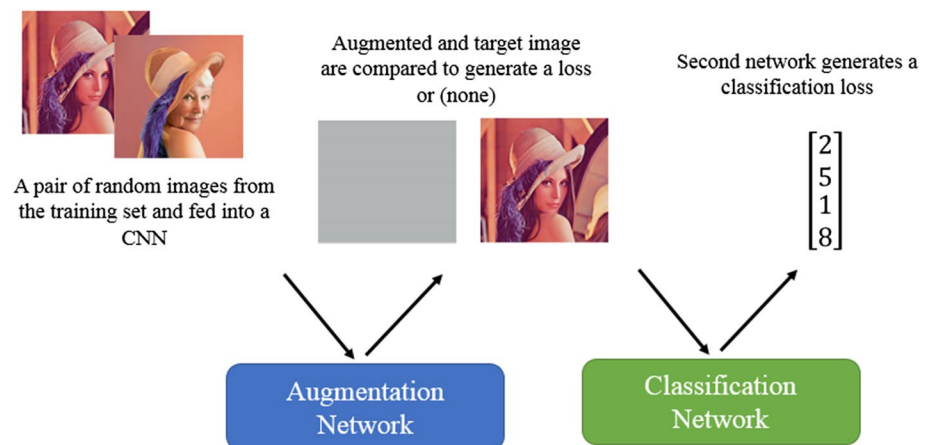 A pair of random images from
the training set and fed into a
CNN
Augmented and target image
are compared to generate a loss
or (none)
Second network generates a
classification loss
2
5
1
8
Augmentation
Network
Classification
Network